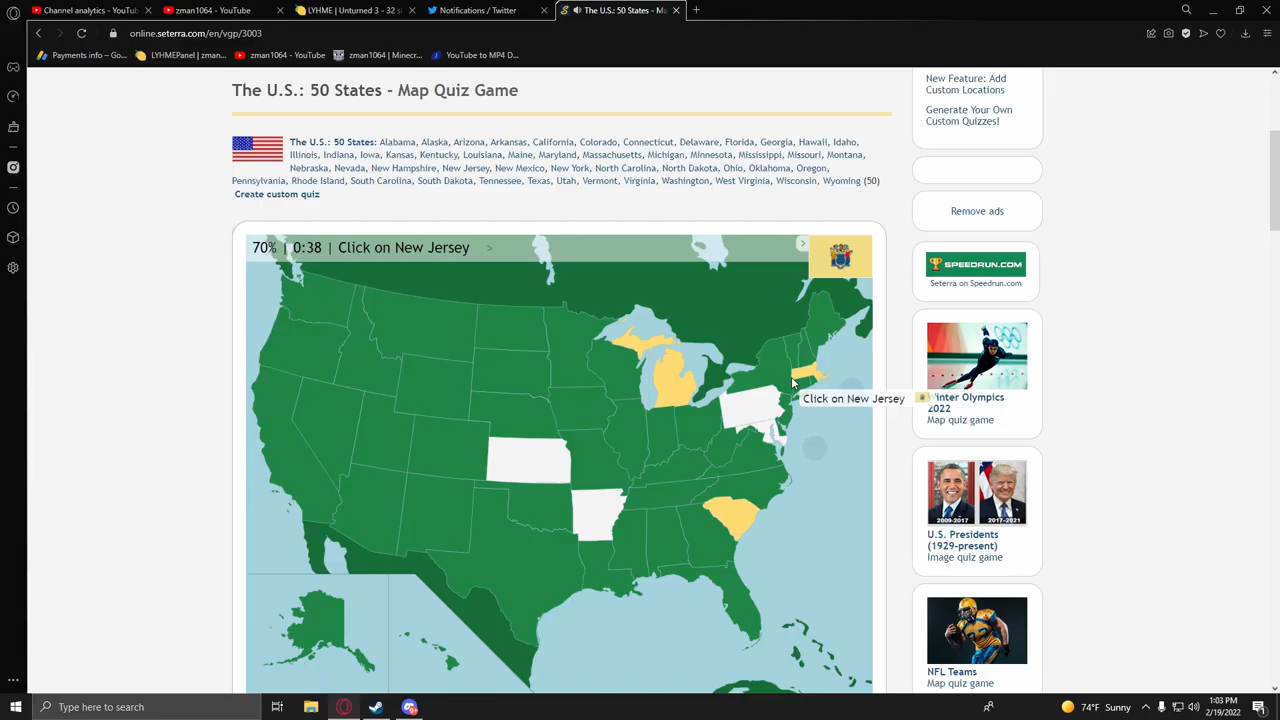 Channel analytics - YouTube
zman1064 - YouTube
LYHME | Unturned 3 - 32 s
Notifications / Twitter
The U.S.: 50 States - Ma
online.seterra.com/en/vgp/3003
Payments info – Go...
LYHMEPanel | zman...
zman1064 - YouTube
zman1064 | Minecr...
YouTube to MP4 D...
The U.S.: 50 States - Map Quiz Game
The U.S.: 50 States: Alabama, Alaska, Arizona, Arkansas, California, Colorado, Connecticut, Delaware, Florida, Georgia, Hawaii, Idaho,
Illinois, Indiana, Iowa, Kansas, Kentucky, Louisiana, Maine, Maryland, Massachusetts, Michigan, Minnesota, Mississippi, Missouri, Montana,
Nebraska, Nevada, New Hampshire, New Jersey, New Mexico, New York, North Carolina, North Dakota, Ohio, Oklahoma, Oregon,
Pennsylvania, Rhode Island, South Carolina, South Dakota, Tennessee, Texas, Utah, Vermont, Virginia, Washington, West Virginia, Wisconsin, Wyoming (50)
Create custom quiz
70% | 0:38 | Click on New Jersey >
Click on New Jersey
New Feature: Add
Custom Locations
Generate Your Own
Custom Quizzes!
Remove ads
SPEEDRUN.COM
Seterra on Speedrun.com
Winter Olympics
2022
Map quiz game
2009-2017
2017-2021
U.S. Presidents
(1929-present)
Image quiz game
NFL Teams
Map quiz game
Type here to search
74°F Sunny
1:03 PM
2/19/2022